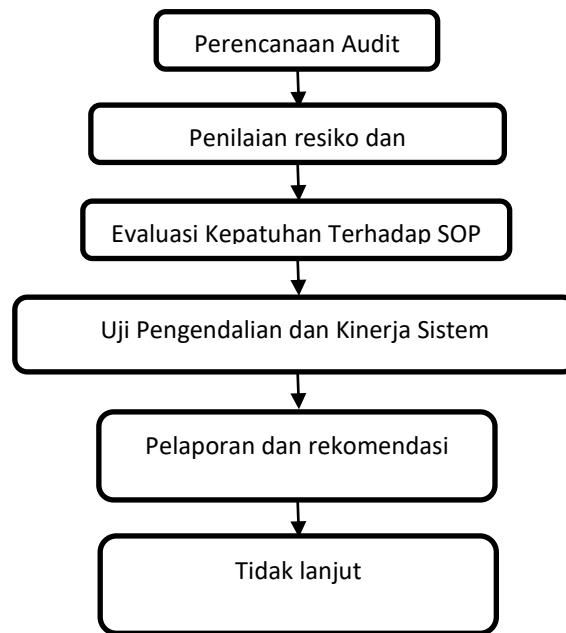 Perencanaan Audit
Penilaian resiko dan
Evaluasi Kepatuhan Terhadap SOP
Uji Pengendalian dan Kinerja Sistem
Pelaporan dan rekomendasi
Tidak lanjut